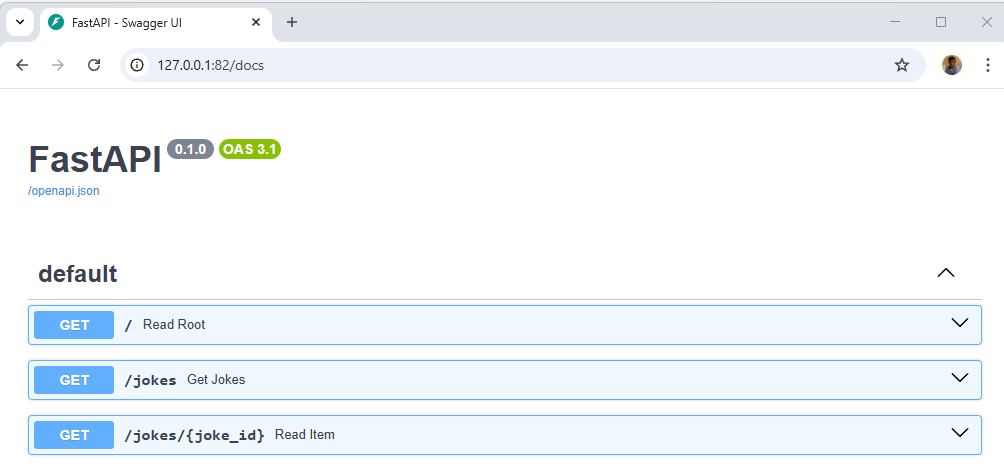 FastAPI - Swagger UI
127.0.0.1:82/docs
FastAPI 0.1.0 OAS 3.1
/openapi.json
default
GET / Read Root
GET /jokes Get Jokes
GET /jokes/{joke_id} Read Item